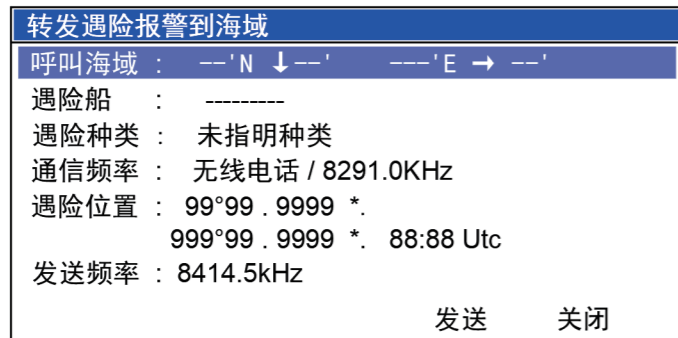 转发遇险报警到海域
呼叫海域 : --'N ↓--' ---'E → --'
遇险船 : ---------
遇险种类 : 未指明种类
通信频率 : 无线电话 / 8291.0KHz
遇险位置 : 99°99 . 9999 *.
999°99 . 9999 *. 88:88 Utc
发送频率 : 8414.5kHz
发送 关闭